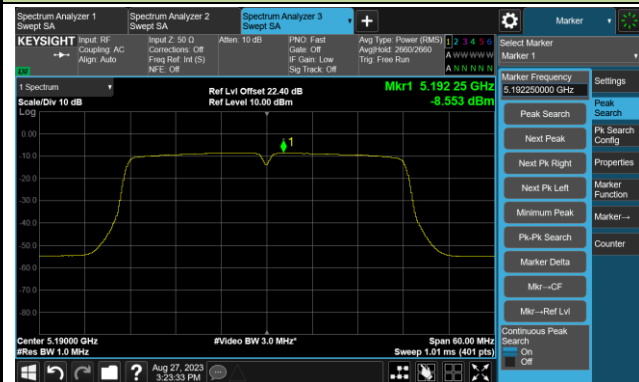 Spectrum Analyzer 1
Swept SA
Spectrum Analyzer 2
Swept SA
Spectrum Analyzer 3
Swept SA
Marker
KEYSIGHT
Input: RF
Coupling: AC
Align: Auto
Input Z: 50 Ω
Corrections: Off
Freq Ref: Int (S)
NFE: Off
Atten: 10 dB
PNO: Fast
Gate: Off
IF Gain: Low
Sig Track: Off
Avg Type: Power (RMS)
Avg|Hold: 2660/2660
Trig: Free Run
1 2 3 4 5 6
A W W W W W
A N N N N N
LXI
Select Marker
Marker 1
1 Spectrum
Scale/Div 10 dB
Log
Ref Lvl Offset 22.40 dB
Ref Level 10.00 dBm
Mkr1 5.192 25 GHz
-8.553 dBm
Marker Frequency
5.192250000 GHz
Settings
Peak Search
Next Peak
Next Pk Right
Next Pk Left
Minimum Peak
Pk-Pk Search
Marker Delta
Mkr→CF
Mkr→Ref Lvl
Continuous Peak
Search
On
Off
Peak
Search
Pk Search
Config
Properties
Marker
Function
Marker→
Counter
0.00
-10.0
-20.0
-30.0
-40.0
-50.0
-60.0
-70.0
-80.0
1
Center 5.19000 GHz
#Res BW 1.0 MHz
#Video BW 3.0 MHz*
Span 60.00 MHz
Sweep 1.01 ms (401 pts)
Aug 27, 2023
3:23:33 PM